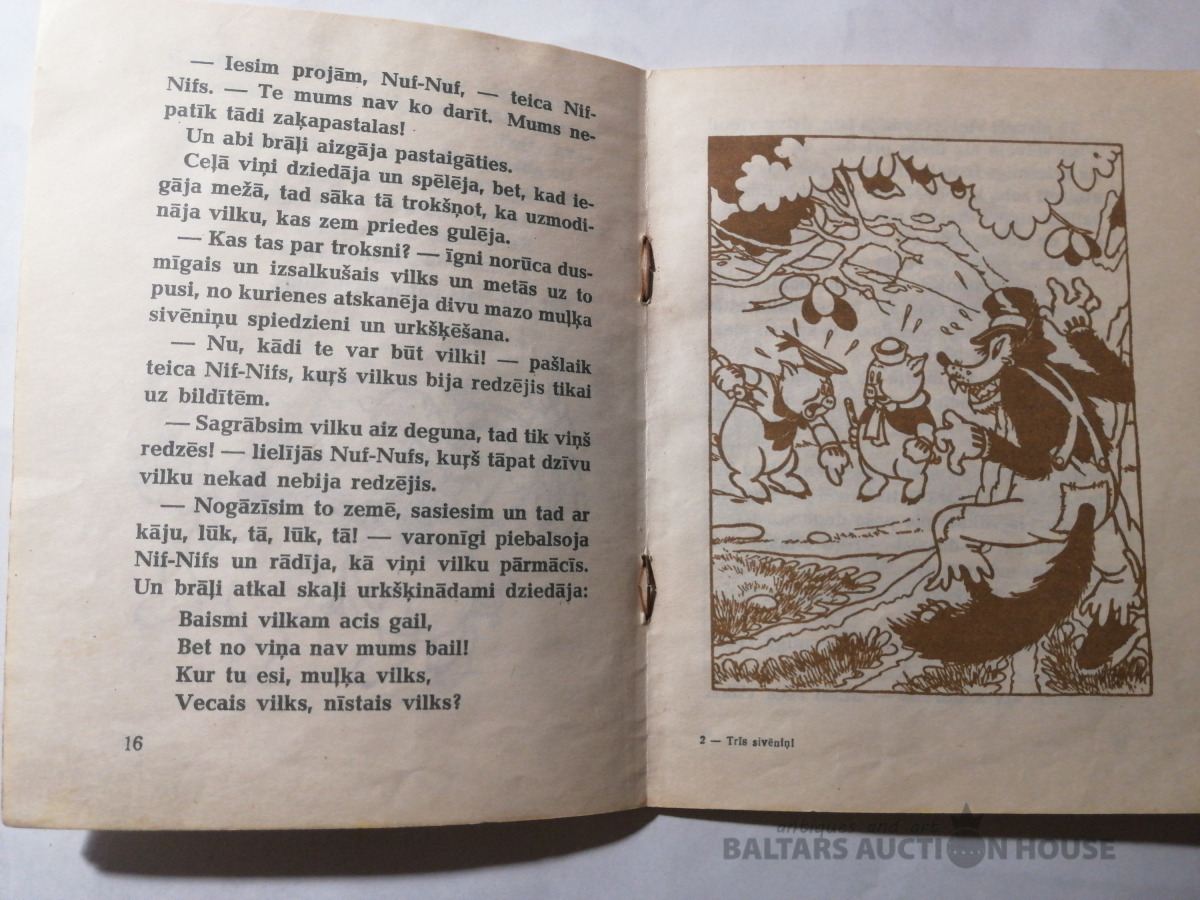 — Iesim projām, Nuf-Nuf, — teica Nif-
Nifs. — Te mums nav ko darīt. Mums ne-
patīk tādi zaķapastalas!
Un abi brāļi aizgāja pastaigāties.
Ceļā viņi dziedāja un spēlēja, bet, kad ie-
gāja mežā, tad sāka tā trokšņot, ka uzmodi-
nāja vilku, kas zem priedes gulēja.
— Kas tas par troksni? — īgni norūca dus-
mīgais un izsalkušais vilks un metās uz to
pusi, no kurienes atskanēja divu mazo muļķa
sivēniņu spiedzieni un urkšķēšana.
— Nu, kādi te var būt vilki! — pašlaik
teica Nif-Nifs, kuŗš vilkus bija redzējis tikai
uz bildītēm.
— Sagrābsim vilku aiz deguna, tad tik viņš
redzēs! — lielījās Nuf-Nufs, kuŗš tāpat dzīvu
vilku nekad nebija redzējis.
— Nogāzīsim to zemē, sasiesim un tad ar
kāju, lūk, tā, lūk, tā! — varonīgi piebalsoja
Nif-Nifs un rādīja, kā viņi vilku pārmācīs.
Un brāļi atkal skaļi urkšķinādami dziedāja:
Baismi vilkam acis gail,
Bet no viņa nav mums bail!
Kur tu esi, muļķa vilks,
Vecais vilks, nīstais vilks?
16
2 — Trīs sivēniņi
antiques and art
BALTARS AUCTION HOUSE